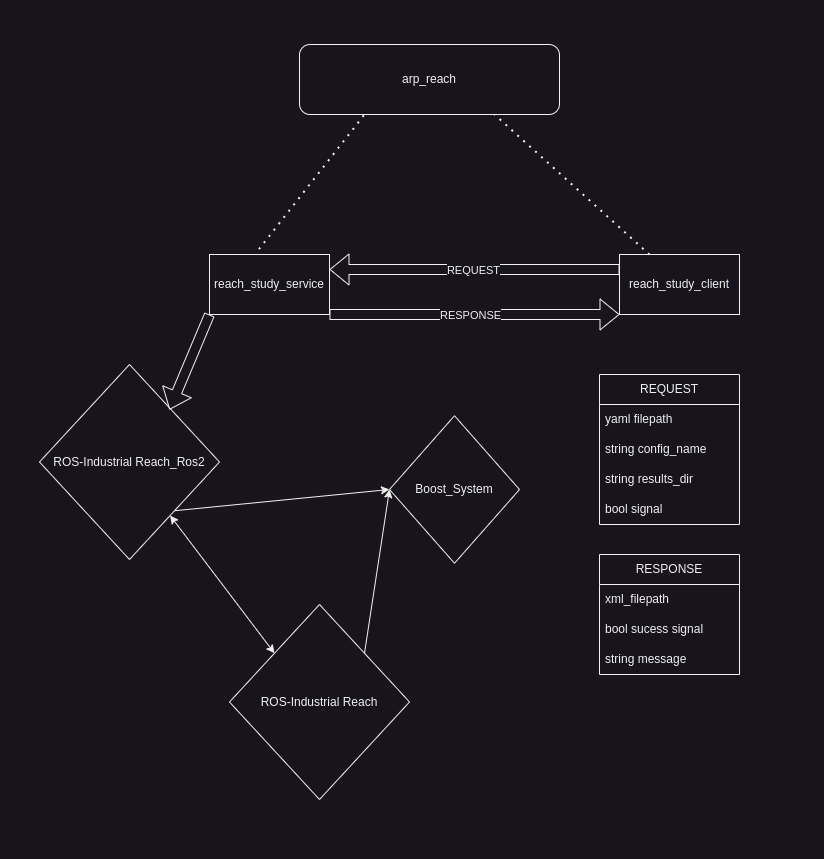 arp_reach
reach_study_service
REQUEST
RESPONSE
reach_study_client
ROS-Industrial Reach_Ros2
Boost_System
ROS-Industrial Reach
REQUEST
yaml filepath
string config_name
string results_dir
bool signal
RESPONSE
xml_filepath
bool sucess signal
string message